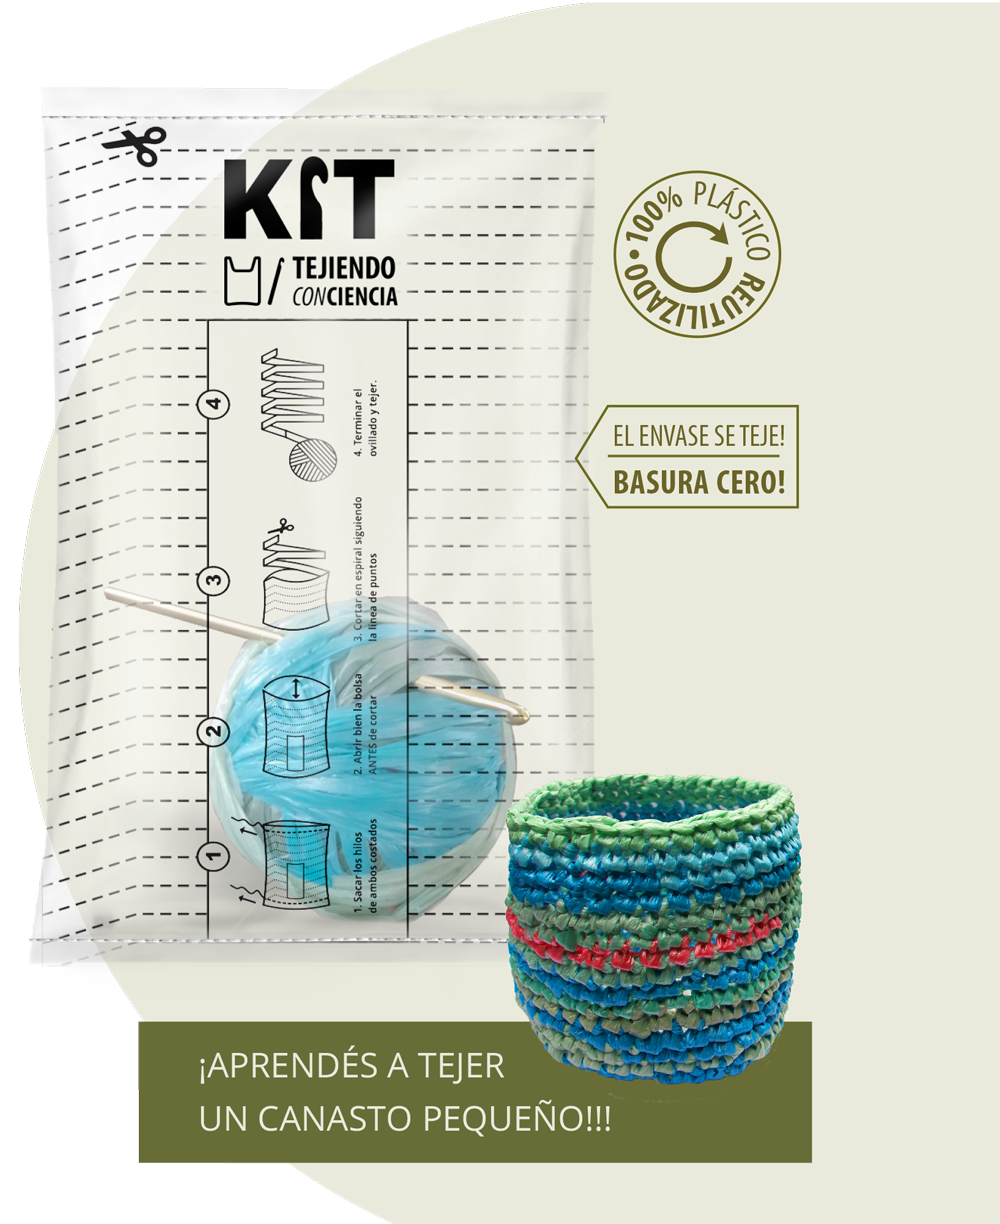 KIT
TEJIENDO
CONCIENCIA
100% PLÁSTICO REUTILIZADO
EL ENVASE SE TEJE!
BASURA CERO!
4
4. Terminar el
ovillado y tejer.
3
3. Cortar en espiral siguiendo
la línea de puntos
2
2. Abrir bien la bolsa
ANTES de cortar
1
1. Sacar los hilos
de ambos costados
¡APRENDÉS A TEJER
UN CANASTO PEQUEÑO!!!